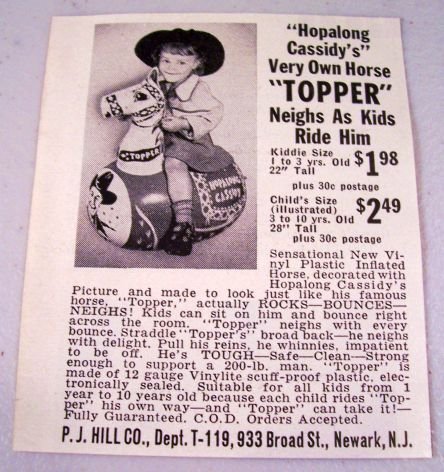 "Hopalong
Cassidy's"
Very Own Horse
"TOPPER"
Neighs As Kids
Ride Him
Kiddie Size
1 to 3 yrs. Old $1.98
22" Tall
plus 30c postage
Child's Size
(illustrated) $2.49
3 to 10 yrs. Old
28" Tall
plus 30c postage
TOPPER
HOPALONG
CASSIDY
Sensational New Vi-
nyl Plastic Inflated
Horse, decorated with
Hopalong Cassidy's
Picture and made to look just like his famous
horse, "Topper," actually ROCKS—BOUNCES—
NEIGHS! Kids can sit on him and bounce right
across the room. "Topper" neighs with every
bounce. Straddle "Topper's" broad back—he neighs
with delight. Pull his reins, he whinnies, impatient
to be off. He's TOUGH—Safe—Clean—Strong
enough to support a 200-lb. man. "Topper" is
made of 12 gauge Vinylite scuff-proof plastic, elec-
tronically sealed. Suitable for all kids from 1
year to 10 years old because each child rides "Top-
per" his own way—and "Topper" can take it!—
Fully Guaranteed. C.O.D. Orders Accepted.
P.J. HILL CO., Dept. T-119, 933 Broad St., Newark, N.J.